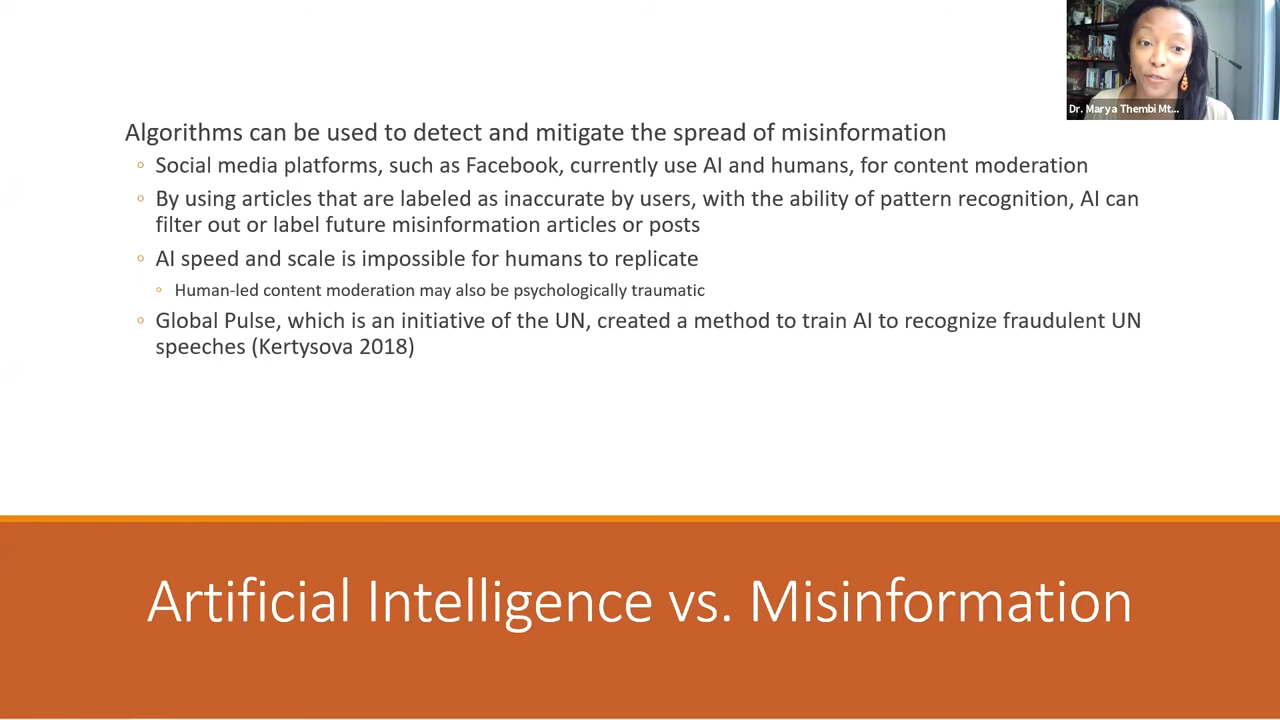 Algorithms can be used to detect and mitigate the spread of misinformation
◦ Social media platforms, such as Facebook, currently use AI and humans, for content moderation
◦ By using articles that are labeled as inaccurate by users, with the ability of pattern recognition, AI can
filter out or label future misinformation articles or posts
◦ AI speed and scale is impossible for humans to replicate
◦ Human-led content moderation may also be psychologically traumatic
◦ Global Pulse, which is an initiative of the UN, created a method to train AI to recognize fraudulent UN
speeches (Kertysova 2018)
Dr. Marya Thembi Mt...
Artificial Intelligence vs. Misinformation